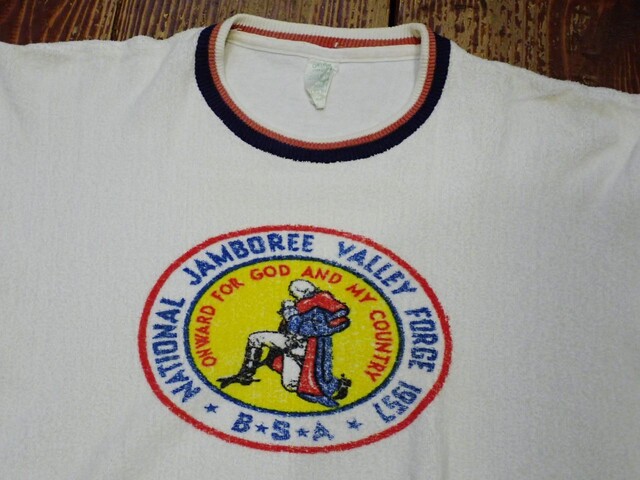 NATIONAL JAMBOREE VALLEY FORGE 1957
ONWARD FOR GOD AND MY COUNTRY
★ B★S★A ★